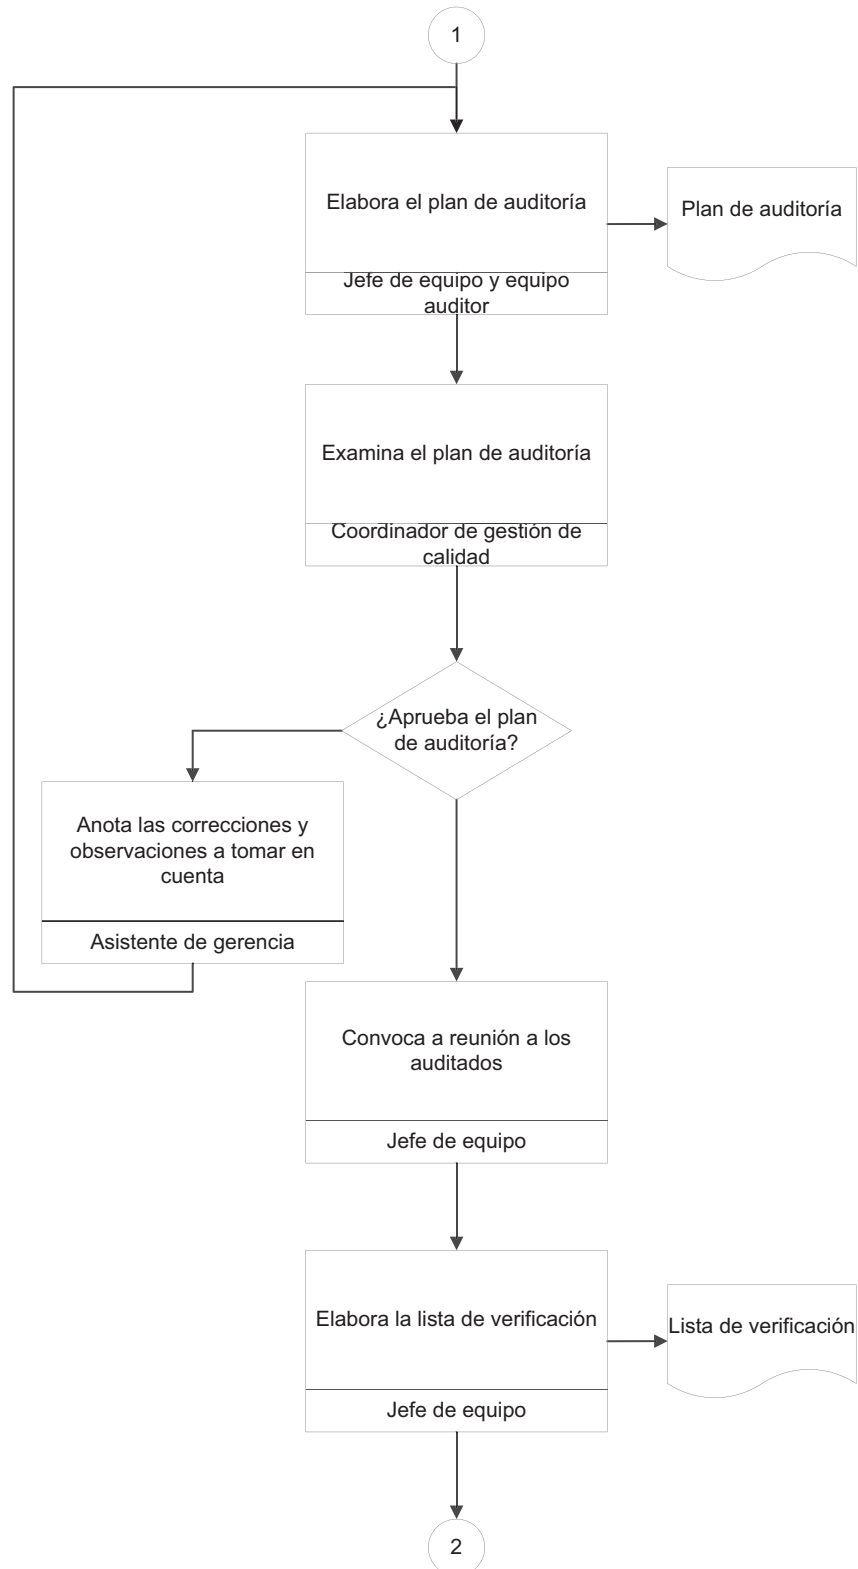 1
Elabora el plan de auditoría
Plan de auditoría
Jefe de equipo y equipo
auditor
Examina el plan de auditoría
Coordinador de gestión de
calidad
¿Aprueba el plan
de auditoría?
Anota las correcciones y
observaciones a tomar en
cuenta
Asistente de gerencia
Convoca a reunión a los
auditados
Jefe de equipo
Elabora la lista de verificación
Lista de verificación
Jefe de equipo
2